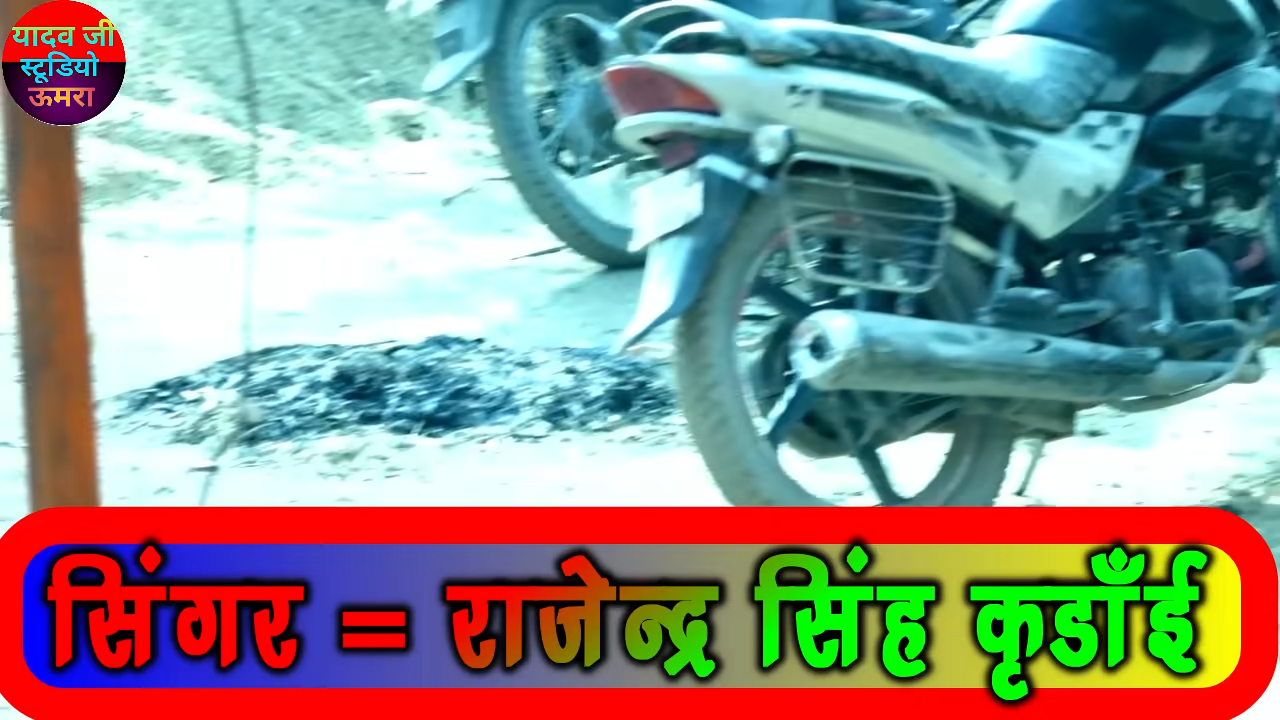 यादव जी
स्टूडियो
ऊमरा
सिंगर = राजेन्द्र सिंह कृडाँई